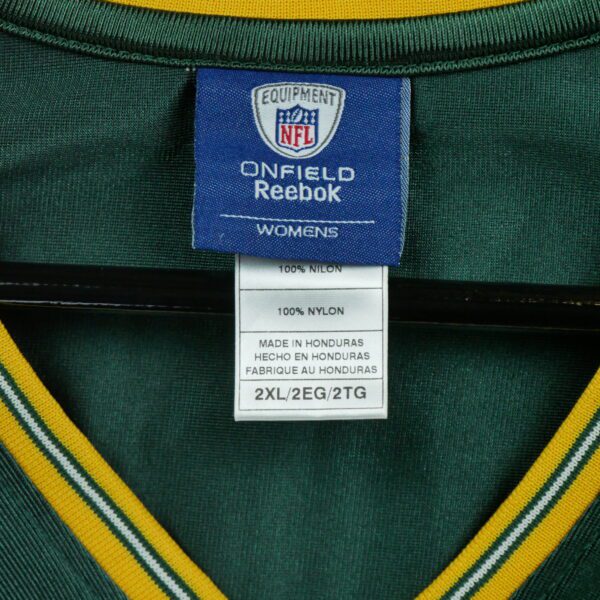 EQUIPMENT
NFL
ONFIELD
Reebok
WOMENS
100% NILON
100% NYLON
MADE IN HONDURAS
HECHO EN HONDURAS
FABRIQUE AU HONDURAS
2XL/2EG/2TG